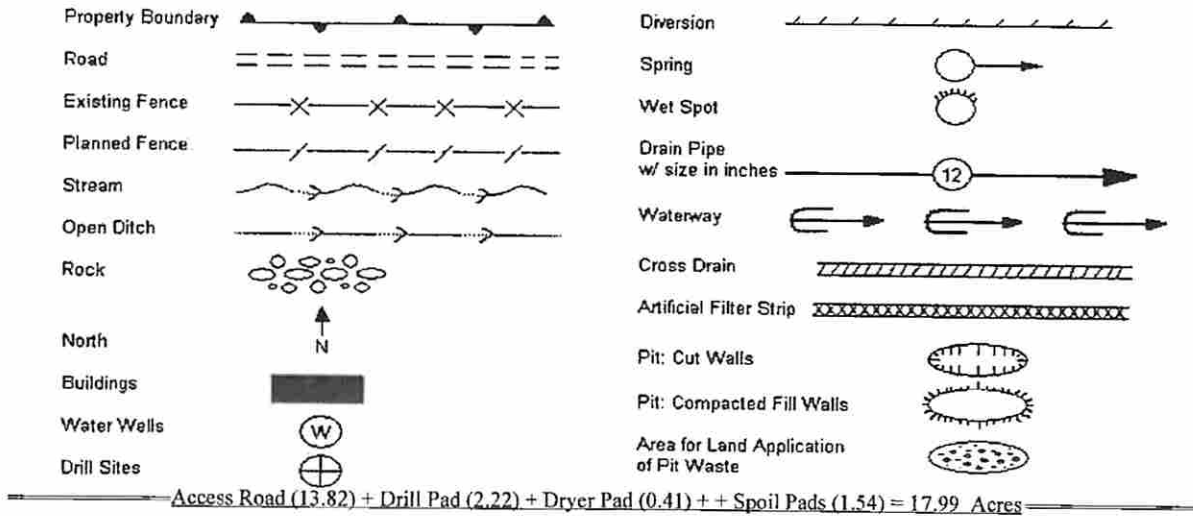 Property Boundary
Road
Existing Fence
Planned Fence
Stream
Open Ditch
Rock
North
N
Buildings
Water Wells
W
Drill Sites
Diversion
Spring
Wet Spot
Drain Pipe
w/ size in inches
12
Waterway
Cross Drain
Artificial Filter Strip
Pit: Cut Walls
Pit: Compacted Fill Walls
Area for Land Application
of Pit Waste
Access Road (13.82) + Drill Pad (2.22) + Dryer Pad (0.41) + + Spoil Pads (1.54) = 17.99 Acres